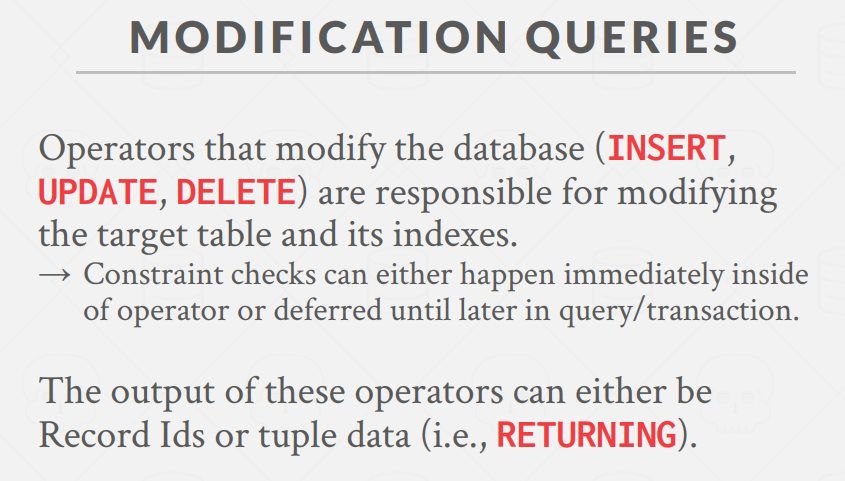 MODIFICATION QUERIES
Operators that modify the database (INSERT,
UPDATE, DELETE) are responsible for modifying
the target table and its indexes.
→ Constraint checks can either happen immediately inside
of operator or deferred until later in query/transaction.
The output of these operators can either be
Record Ids or tuple data (i.e., RETURNING).